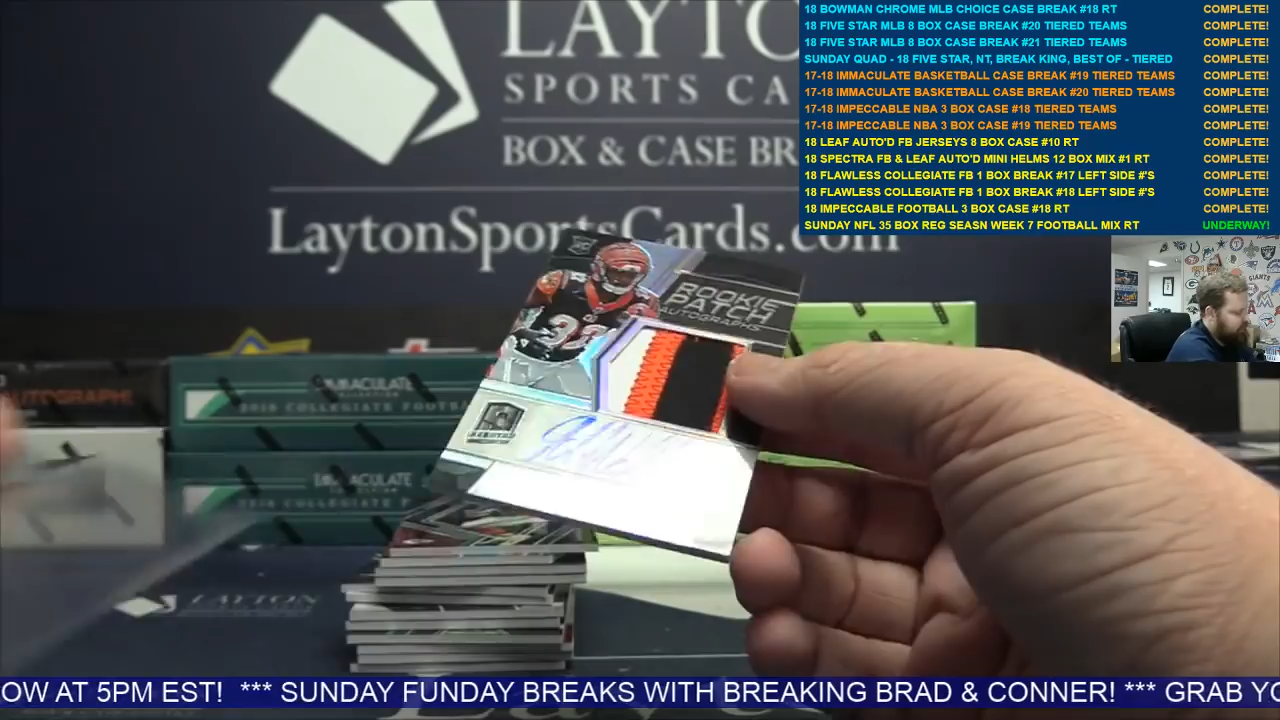 LAYTO
SPORTS CA
BOX & CASE BR
LaytonSportsCards.com
18 BOWMAN CHROME MLB CHOICE CASE BREAK #18 RT COMPLETE!
18 FIVE STAR MLB 8 BOX CASE BREAK #20 TIERED TEAMS COMPLETE!
18 FIVE STAR MLB 8 BOX CASE BREAK #21 TIERED TEAMS COMPLETE!
SUNDAY QUAD - 18 FIVE STAR, NT, BREAK KING, BEST OF - TIERED COMPLETE!
17-18 IMMACULATE BASKETBALL CASE BREAK #19 TIERED TEAMS COMPLETE!
17-18 IMMACULATE BASKETBALL CASE BREAK #20 TIERED TEAMS COMPLETE!
17-18 IMPECCABLE NBA 3 BOX CASE #18 TIERED TEAMS COMPLETE!
17-18 IMPECCABLE NBA 3 BOX CASE #19 TIERED TEAMS COMPLETE!
18 LEAF AUTO'D FB JERSEYS 8 BOX CASE #10 RT COMPLETE!
18 SPECTRA FB & LEAF AUTO'D MINI HELMS 12 BOX MIX #1 RT COMPLETE!
18 FLAWLESS COLLEGIATE FB 1 BOX BREAK #17 LEFT SIDE #'S COMPLETE!
18 FLAWLESS COLLEGIATE FB 1 BOX BREAK #18 LEFT SIDE #'S COMPLETE!
18 IMPECCABLE FOOTBALL 3 BOX CASE #18 RT COMPLETE!
SUNDAY NFL 35 BOX REG SEASN WEEK 7 FOOTBALL MIX RT UNDERWAY!
ROOKIE
PATCH
AUTOGRAPHS
32
AUTOGRAPH
IMMACULATE
2018 COLLEGIATE FOOTBA
IMMACULATE
2018 COLLEGIATE F
LAYTON
OW AT 5PM EST! *** SUNDAY FUNDAY BREAKS WITH BREAKING BRAD & CONNER! *** GRAB YO